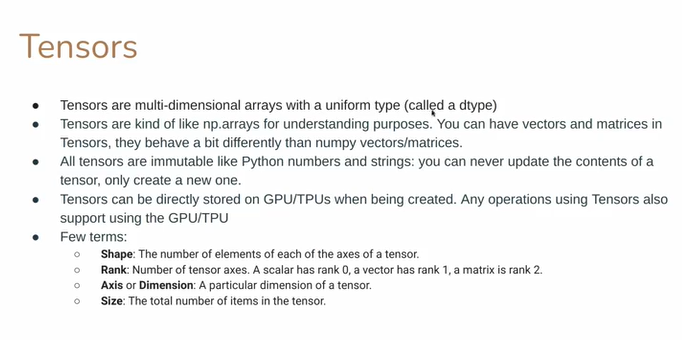 Tensors
● Tensors are multi-dimensional arrays with a uniform type (called a dtype)
● Tensors are kind of like np.arrays for understanding purposes. You can have vectors and matrices in
Tensors, they behave a bit differently than numpy vectors/matrices.
● All tensors are immutable like Python numbers and strings: you can never update the contents of a
tensor, only create a new one.
● Tensors can be directly stored on GPU/TPUs when being created. Any operations using Tensors also
support using the GPU/TPU
● Few terms:
○ Shape: The number of elements of each of the axes of a tensor.
○ Rank: Number of tensor axes. A scalar has rank 0, a vector has rank 1, a matrix is rank 2.
○ Axis or Dimension: A particular dimension of a tensor.
○ Size: The total number of items in the tensor.